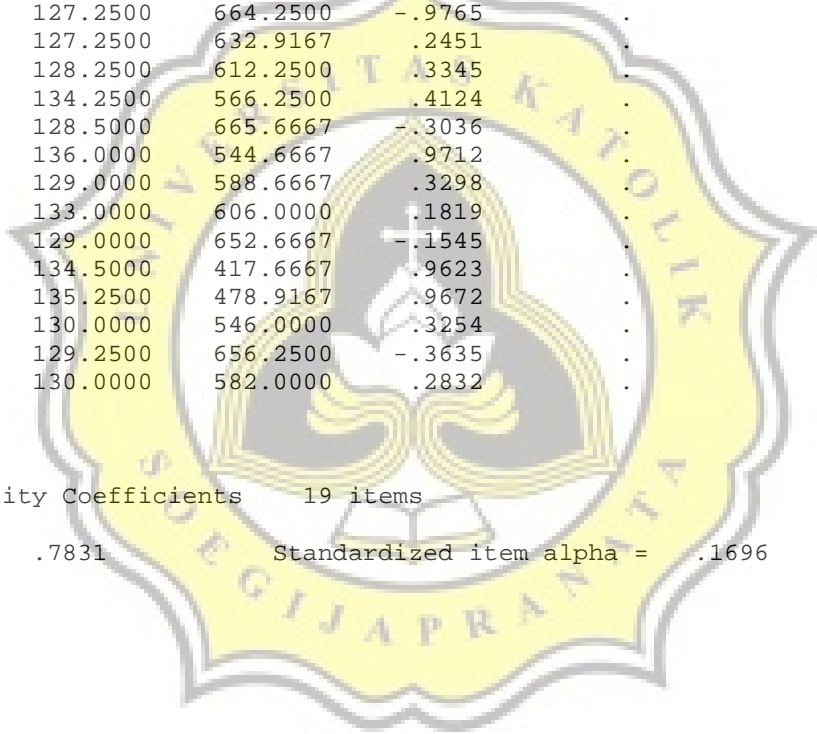 127.2500 664.2500 -.9765 .
127.2500 632.9167 .2451 .
128.2500 612.2500 .3345 .
134.2500 566.2500 .4124 .
128.5000 665.6667 -.3036 .
136.0000 544.6667 .9712 .
129.0000 588.6667 .3298 .
133.0000 606.0000 .1819 .
129.0000 652.6667 -.1545 .
134.5000 417.6667 .9623 .
135.2500 478.9167 .9672 .
130.0000 546.0000 .3254 .
129.2500 656.2500 -.3635 .
130.0000 582.0000 .2832 .
ity Coefficients 19 items
.7831 Standardized item alpha = .1696
UNIVERSITAS KATOLIK
SOEGIJAPRANATA